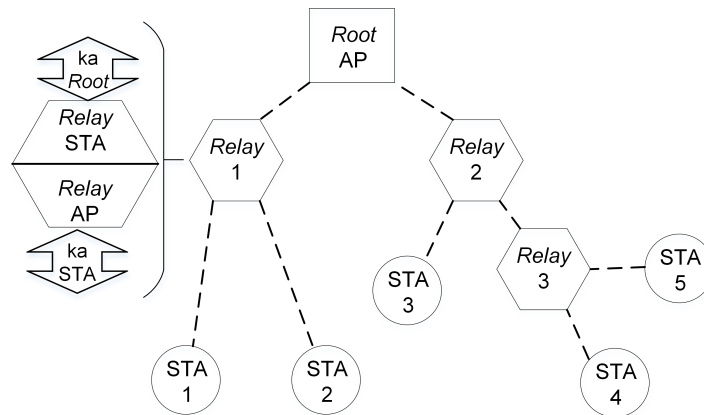 Root
AP
ka
Root
Relay
STA
Relay
AP
ka
STA
Relay
1
Relay
2
Relay
3
STA
1
STA
2
STA
3
STA
4
STA
5